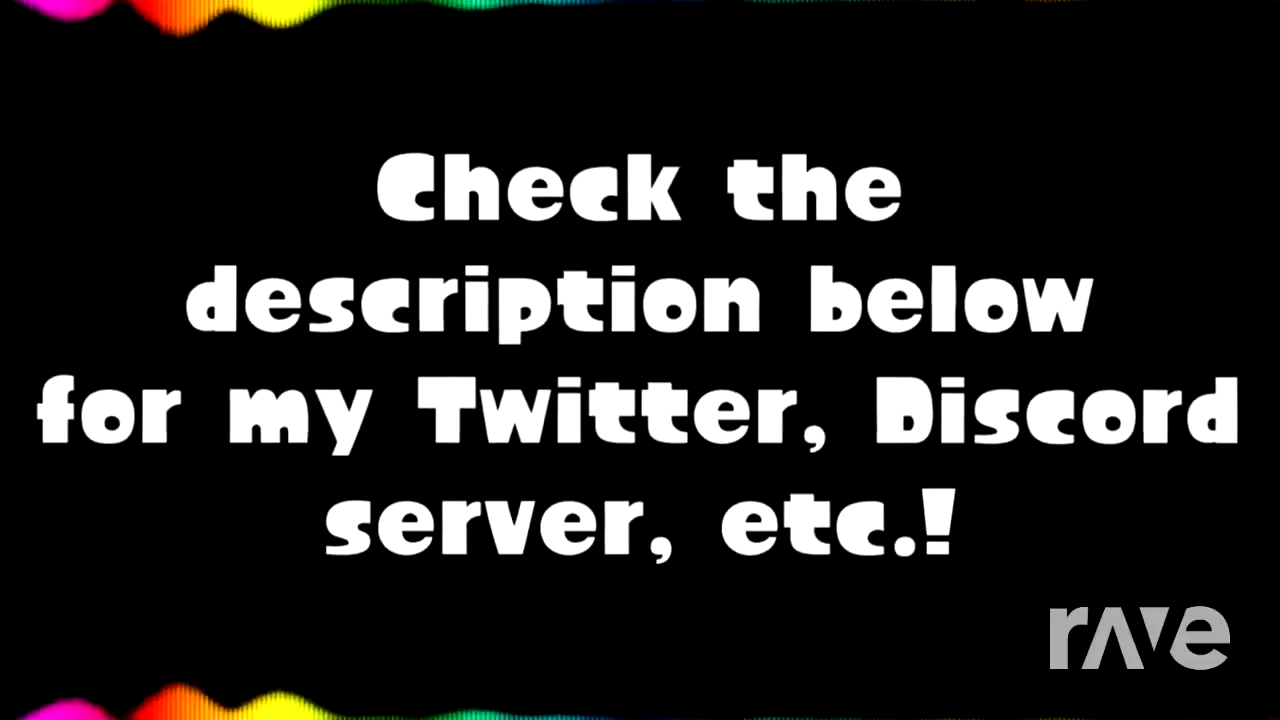 Check the
description below
for my Twitter, Discord
server, etc.!
rave